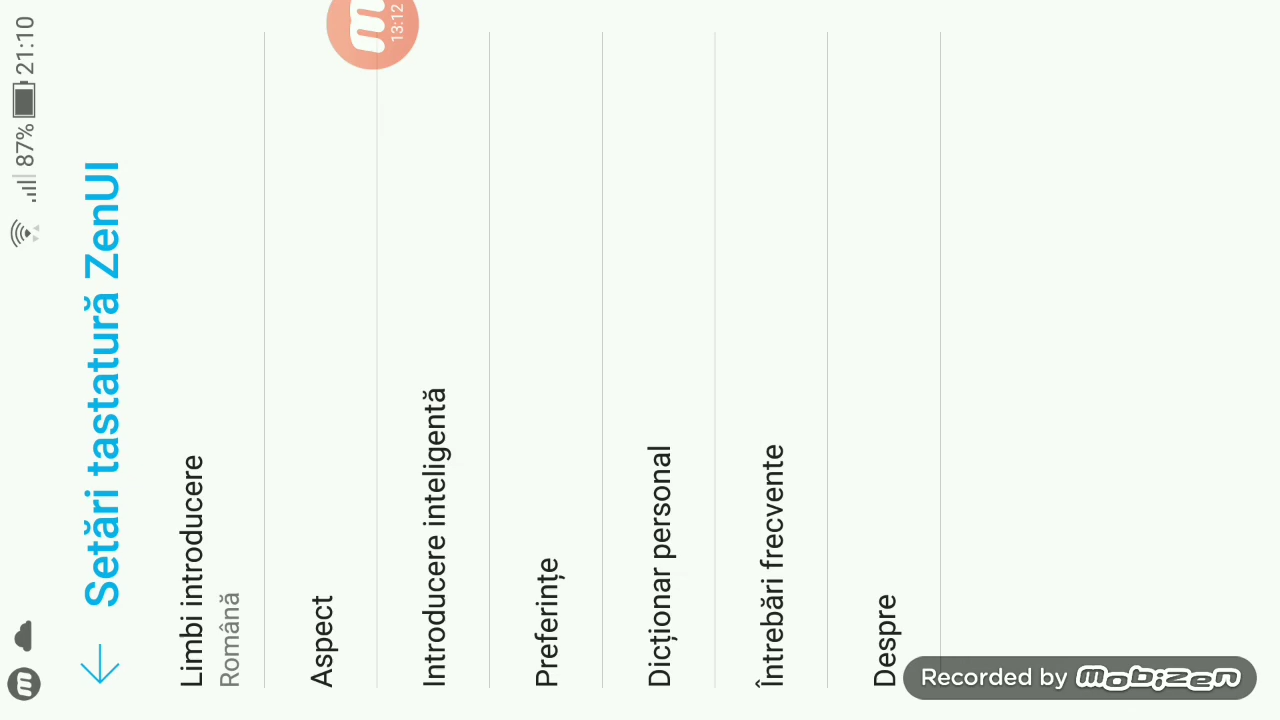 87% 21:10
13:12
Setări tastatură ZenUI
Limbi introducere
Română
Aspect
Introducere inteligentă
Preferințe
Dicționar personal
Întrebări frecvente
Despre
Recorded by mobizen